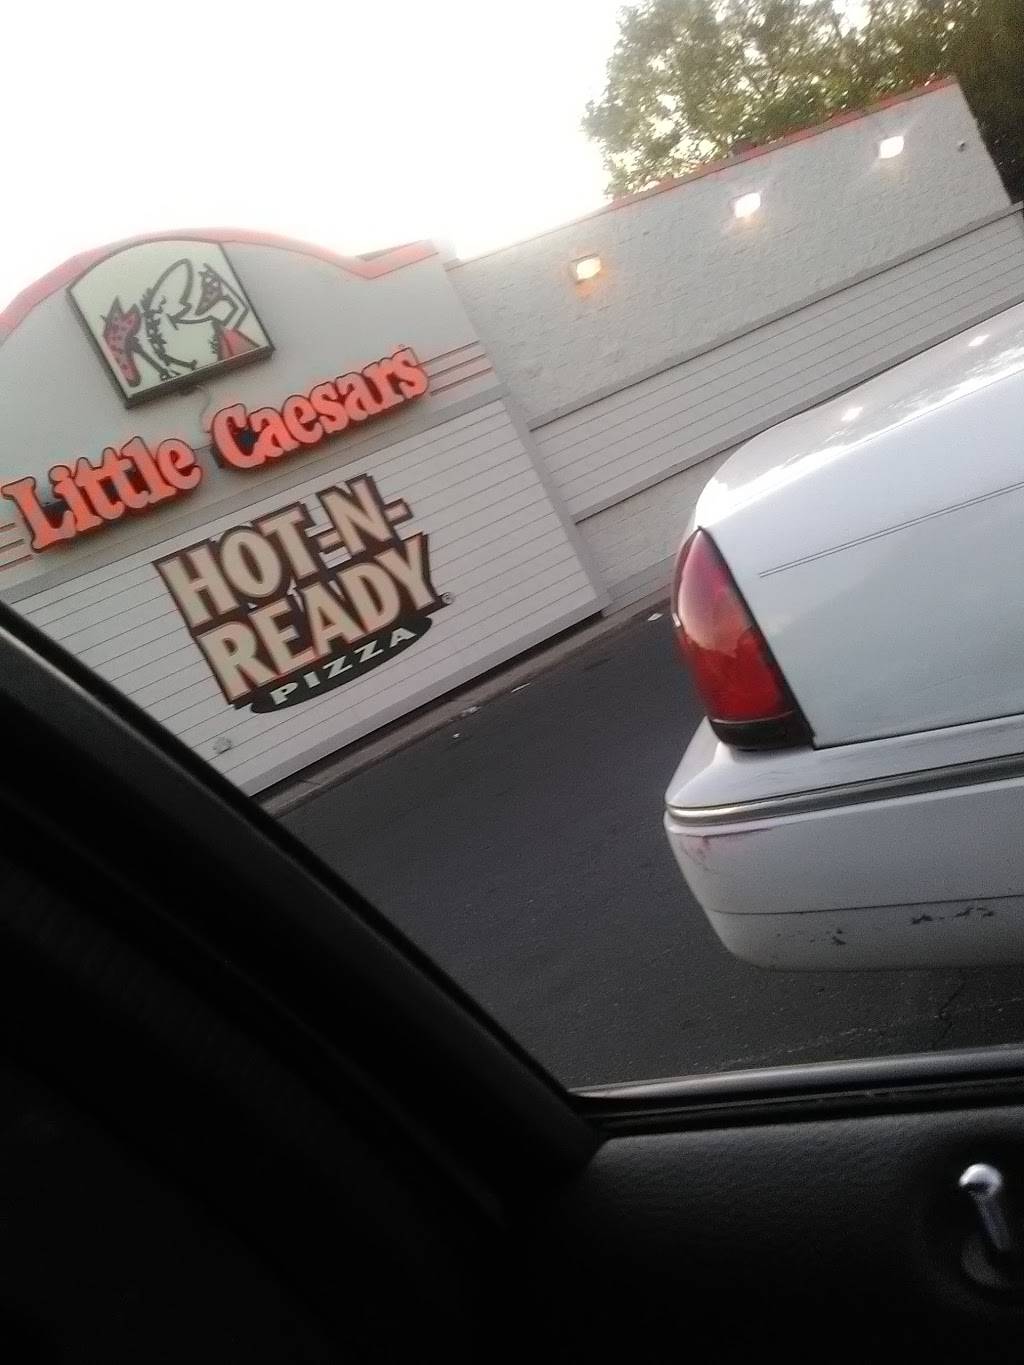 Little Caesars
HOT-N-
READY®
PIZZA